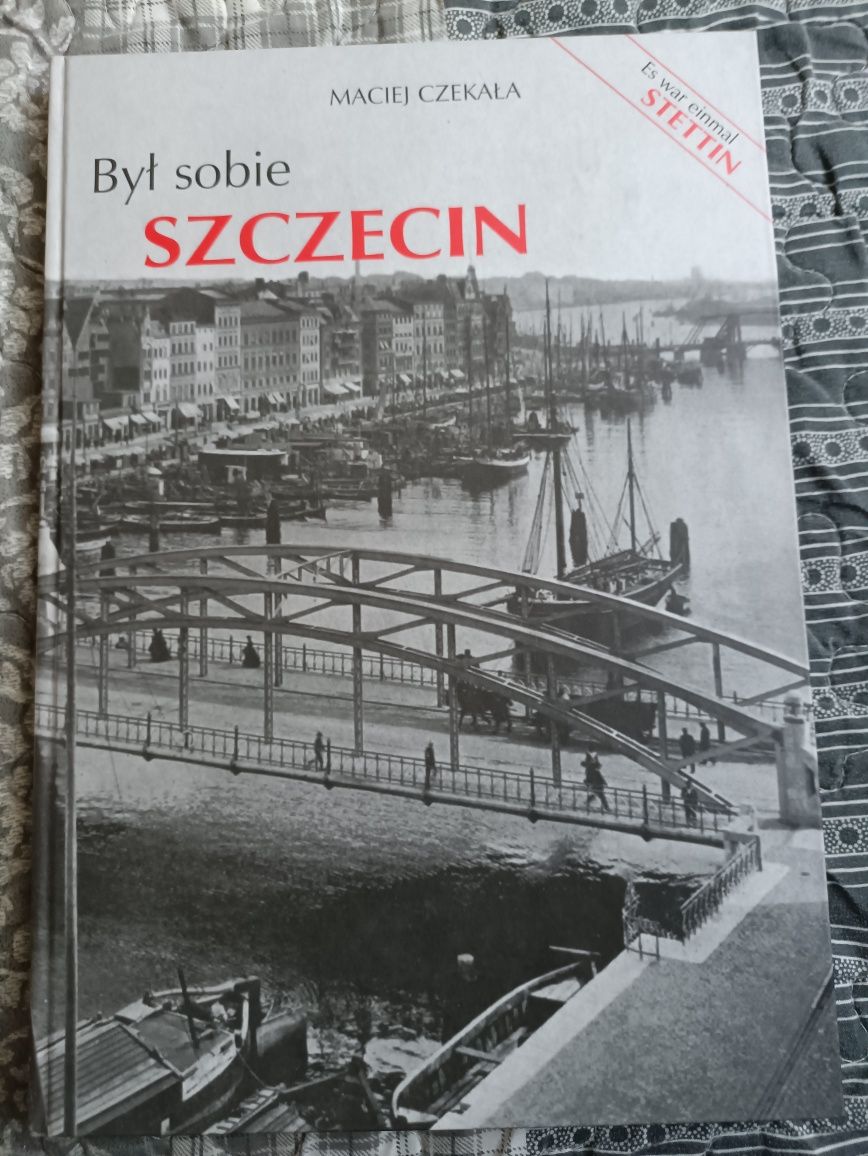 MACIEJ CZEKAŁA
Es war einmal
STETTIN
Był sobie
SZCZECIN